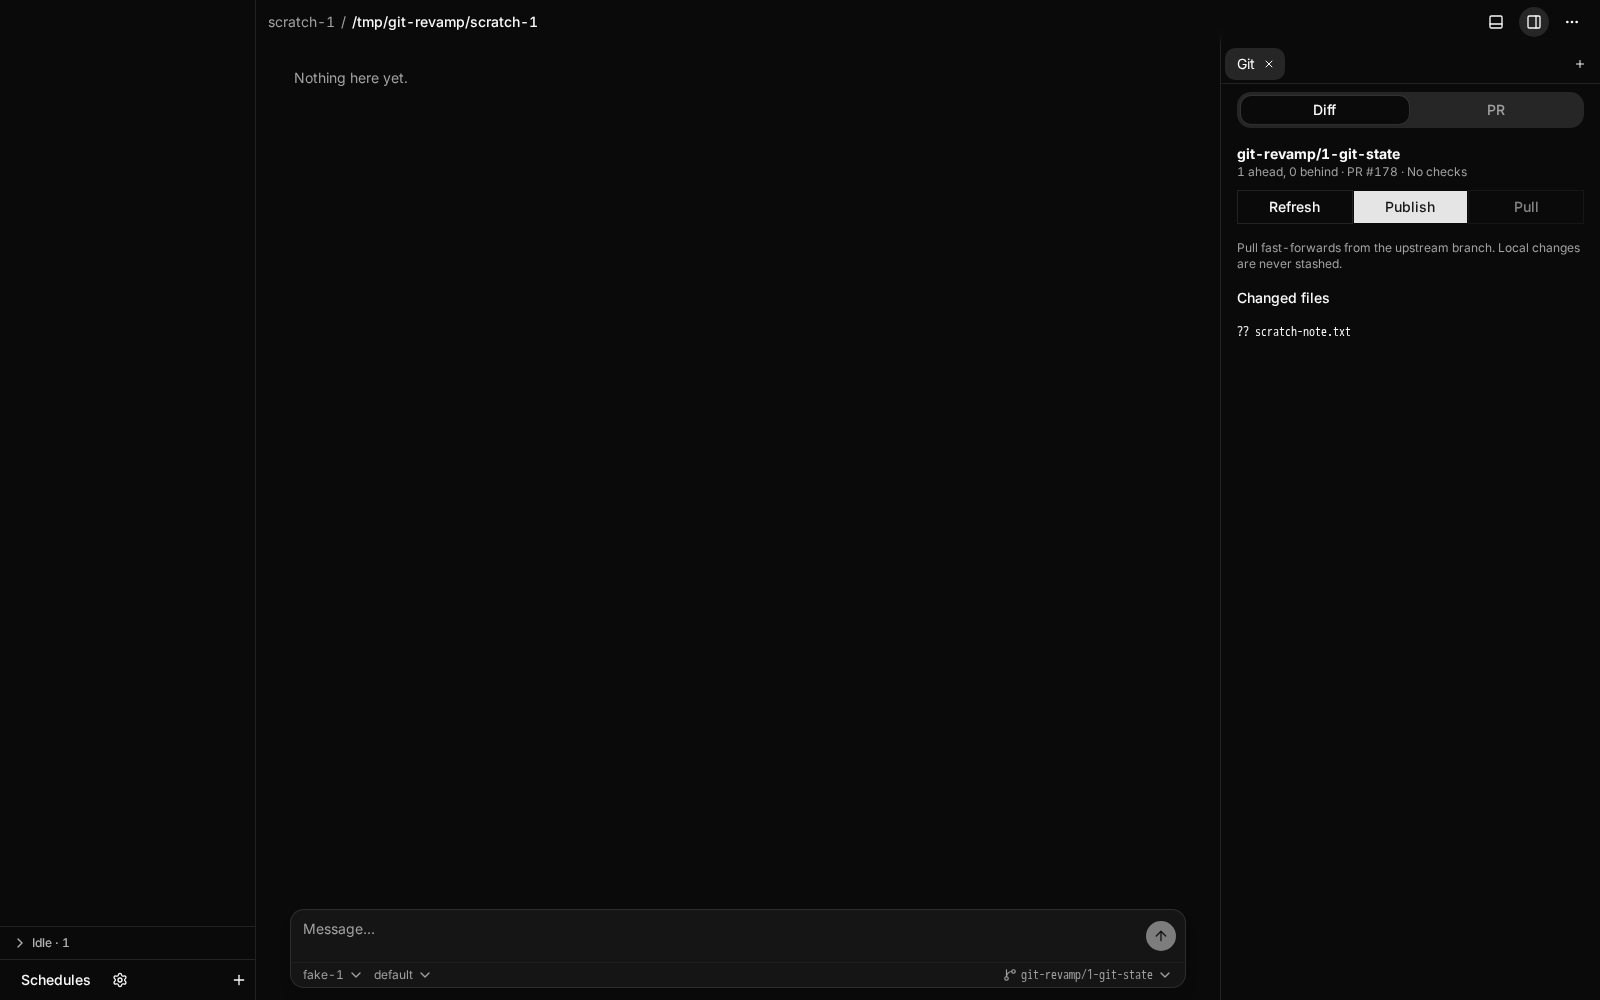 scratch-1 / /tmp/git-revamp/scratch-1
Nothing here yet.
Git
Diff PR
git-revamp/1-git-state
1 ahead, 0 behind · PR #178 · No checks
Refresh Publish Pull
Pull fast-forwards from the upstream branch. Local changes
are never stashed.
Changed files
?? scratch-note.txt
Message...
fake-1 default git-revamp/1-git-state
Idle · 1
Schedules